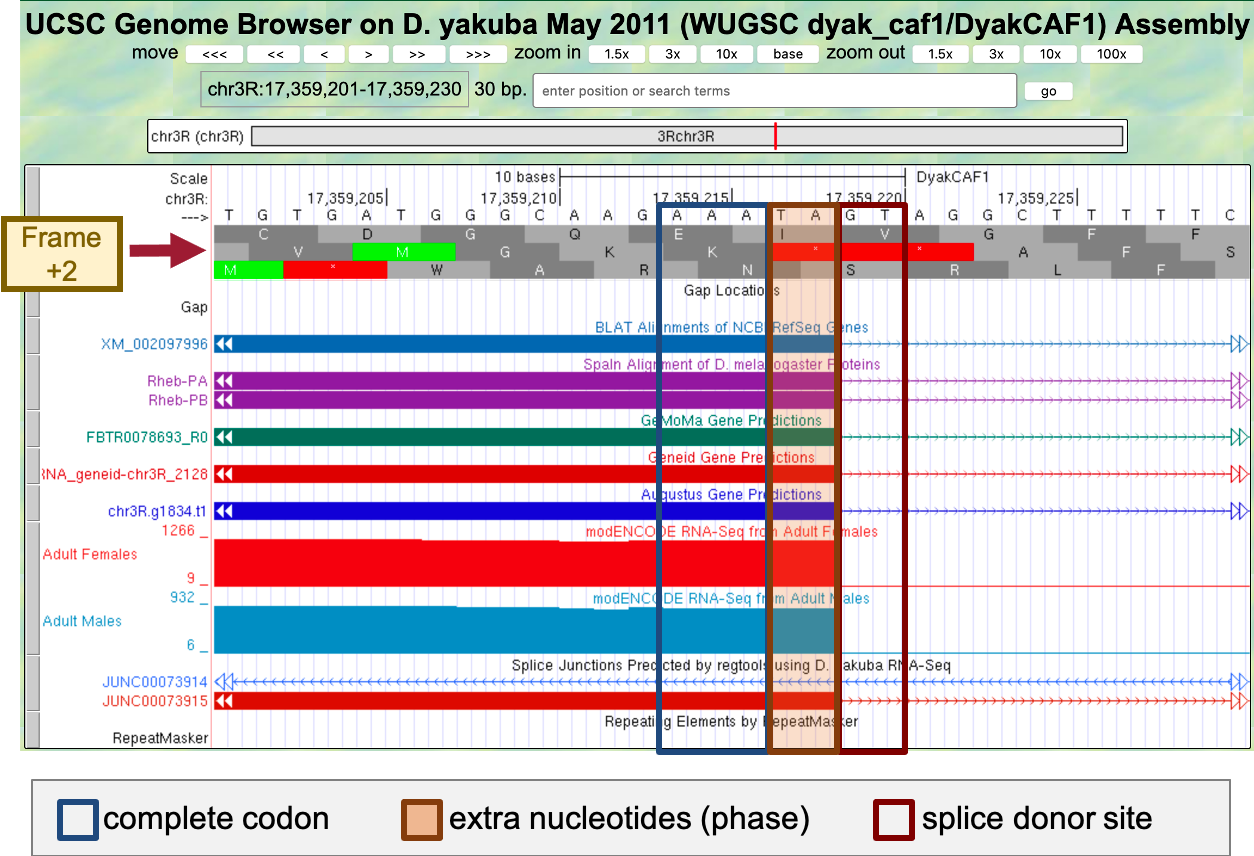 UCSC Genome Browser on D. yakuba May 2011 (WUGSC dyak_caf1/DyakCAF1) Assembly
move <<< << < > >> >>> zoom in 1.5x 3x 10x base zoom out 1.5x 3x 10x 100x
chr3R:17,359,201-17,359,230 30 bp. enter position or search terms go
chr3R (chr3R) 3Rchr3R
Scale 10 bases DyakCAF1
chr3R: 17,359,205 17,359,210 17,359,215 17,359,220 17,359,225
---> T G T G A T G G G C A A G A A A T A G T A G G C T T T T T C
Frame
+2
C D G Q E I V G F F
V M G K K * * A F S
M * W A R N S R L F
Gap Locations
Gap
BLAT Alignments of NCBI RefSeq Genes
XM_002097996
Spaln Alignment of D. melanogaster Proteins
Rheb-PA
Rheb-PB
GeMoMa Gene Predictions
FBTR0078693_R0
Geneid Gene Predictions
RNA_geneid-chr3R_2128
Augustus Gene Predictions
chr3R.g1834.t1
1266 _
modENCODE RNA-Seq from Adult Females
Adult Females
9 _
932 _
modENCODE RNA-Seq from Adult Males
Adult Males
6 _
Splice Junctions Predicted by regtools using D. yakuba RNA-Seq
JUNC00073914
JUNC00073915
Repeating Elements by RepeatMasker
RepeatMasker
complete codon extra nucleotides (phase) splice donor site